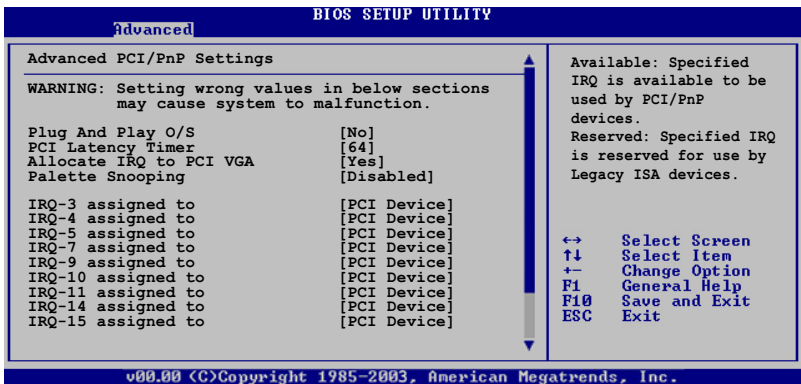 BIOS SETUP UTILITY
Advanced
Advanced PCI/PnP Settings
WARNING: Setting wrong values in below sections
may cause system to malfunction.
Plug And Play O/S [No]
PCI Latency Timer [64]
Allocate IRQ to PCI VGA [Yes]
Palette Snooping [Disabled]
IRQ-3 assigned to [PCI Device]
IRQ-4 assigned to [PCI Device]
IRQ-5 assigned to [PCI Device]
IRQ-7 assigned to [PCI Device]
IRQ-9 assigned to [PCI Device]
IRQ-10 assigned to [PCI Device]
IRQ-11 assigned to [PCI Device]
IRQ-14 assigned to [PCI Device]
IRQ-15 assigned to [PCI Device]
Available: Specified
IRQ is available to be
used by PCI/PnP
devices.
Reserved: Specified IRQ
is reserved for use by
Legacy ISA devices.
↔ Select Screen
↑↓ Select Item
+- Change Option
F1 General Help
F10 Save and Exit
ESC Exit
v00.00 (C)Copyright 1985-2003, American Megatrends, Inc.